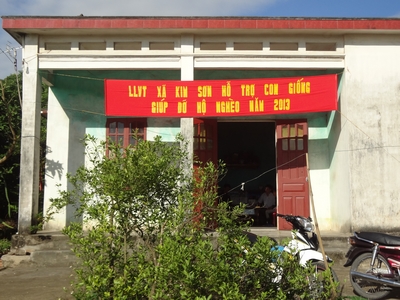 LLVT XÃ KIM SƠN HỖ TRỢ CON GIỐNG
GIÚP ĐỠ HỘ NGHÈO NĂM 2013